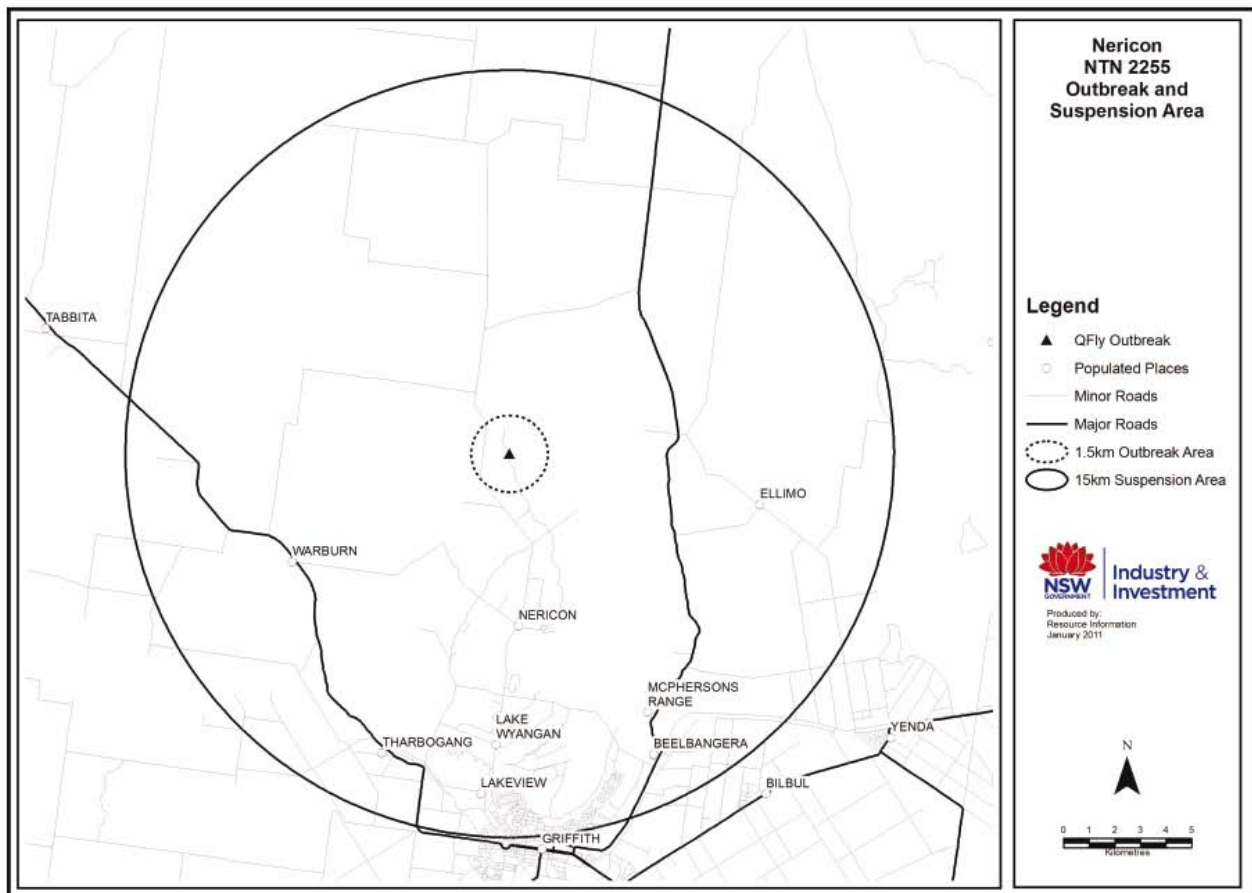 Nericon
NTN 2255
Outbreak and
Suspension Area
TABBITA
ELLIMO
WARBURN
NERICON
MCPHERSONS
RANGE
LAKE
WYANGAN
THARBOGANG
BEELBANGERA
YENDA
LAKEVIEW
BILBUL
GRIFFITH
Legend
QFly Outbreak
Populated Places
Minor Roads
Major Roads
1.5km Outbreak Area
15km Suspension Area
NSW
GOVERNMENT
Industry &
Investment
Produced by:
Resource Information
January 2011
N
0 1 2 3 4 5
Kilometres